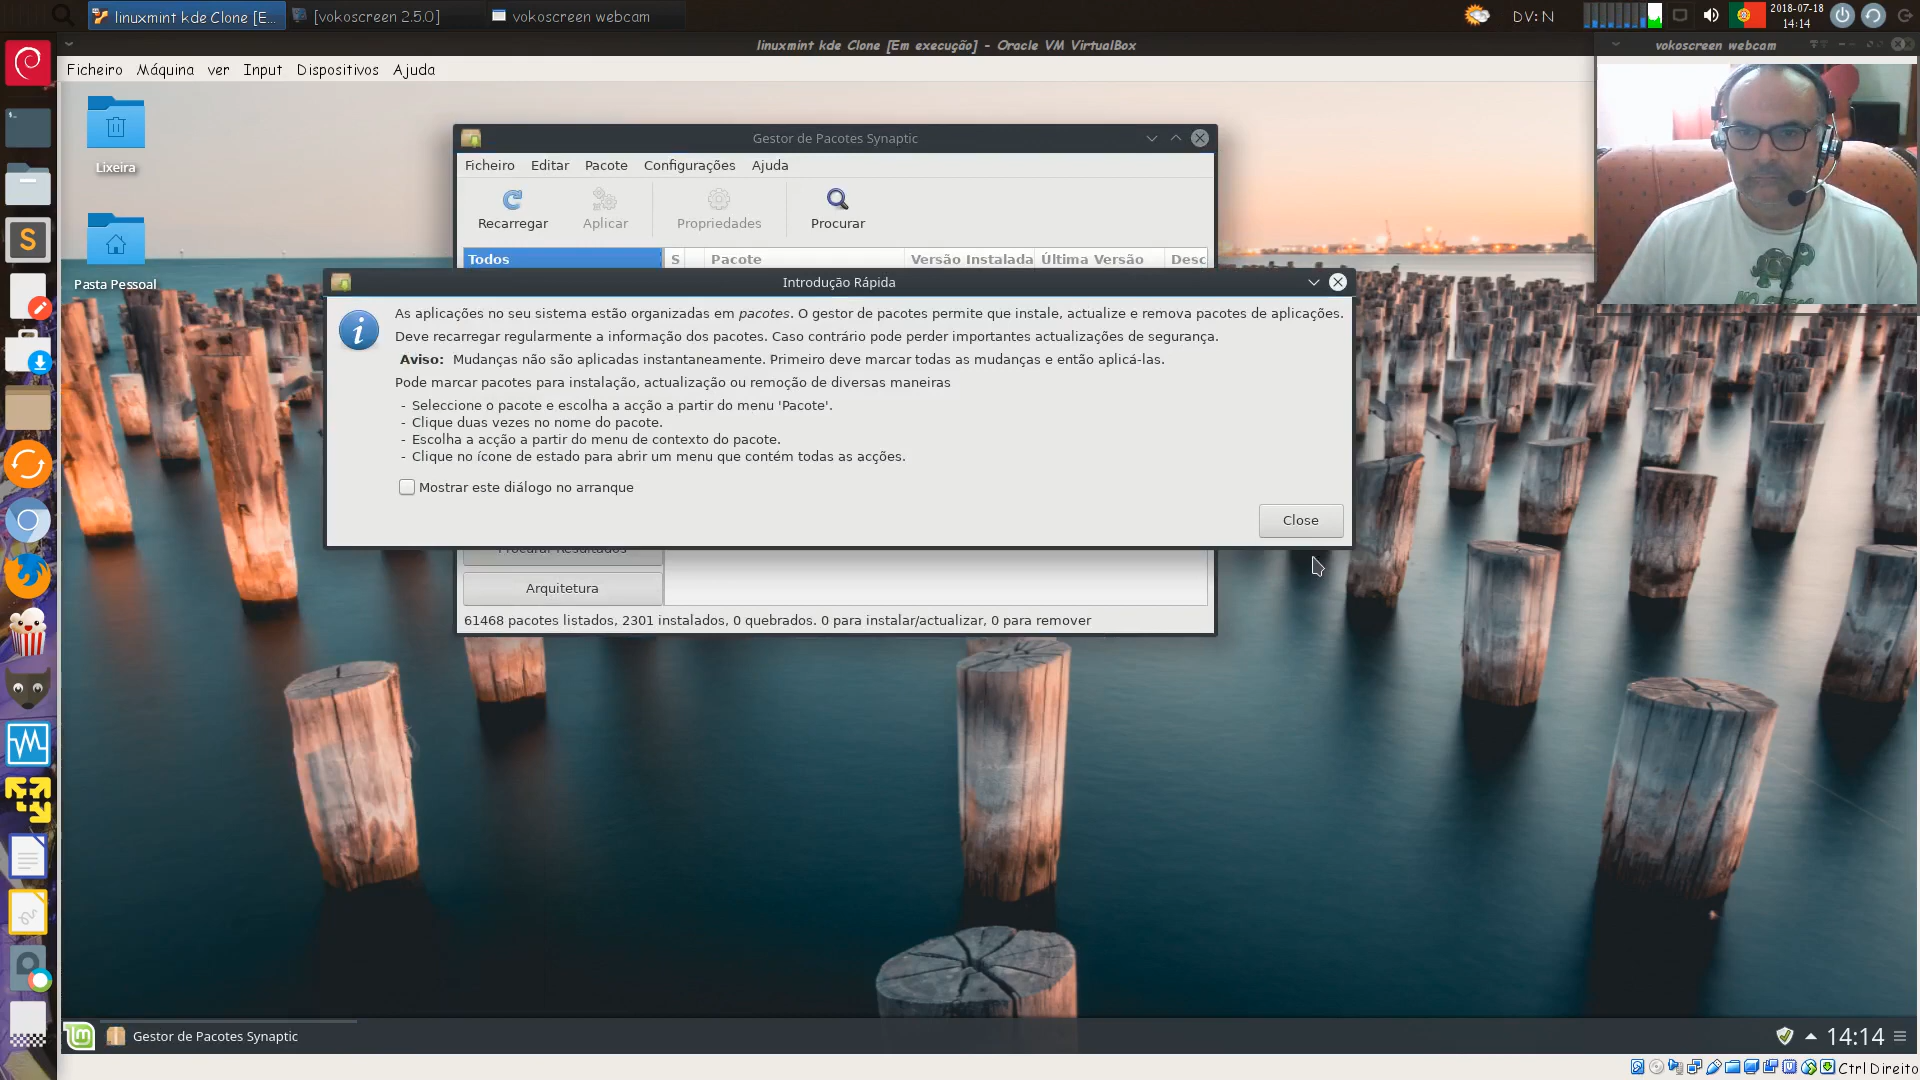 linuxmint kde Clone [E...
[vokoscreen 2.5.0]
vokoscreen webcam
DV: N
2018-07-18
14:14
linuxmint kde Clone [Em execução] - Oracle VM VirtualBox
vokoscreen webcam
Ficheiro Máquina ver Input Dispositivos Ajuda
Lixeira
Pasta Pessoal
Gestor de Pacotes Synaptic
Ficheiro Editar Pacote Configurações Ajuda
Recarregar Aplicar Propriedades Procurar
Todos S Pacote Versão Instalada Última Versão Desc
Introdução Rápida
As aplicações no seu sistema estão organizadas em pacotes. O gestor de pacotes permite que instale, actualize e remova pacotes de aplicações.
Deve recarregar regularmente a informação dos pacotes. Caso contrário pode perder importantes actualizações de segurança.
Aviso: Mudanças não são aplicadas instantaneamente. Primeiro deve marcar todas as mudanças e então aplicá-las.
Pode marcar pacotes para instalação, actualização ou remoção de diversas maneiras
- Seleccione o pacote e escolha a acção a partir do menu 'Pacote'.
- Clique duas vezes no nome do pacote.
- Escolha a acção a partir do menu de contexto do pacote.
- Clique no ícone de estado para abrir um menu que contém todas as acções.
Mostrar este diálogo no arranque
Close
Procurar Resultados
Arquitetura
61468 pacotes listados, 2301 instalados, 0 quebrados. 0 para instalar/actualizar, 0 para remover
Gestor de Pacotes Synaptic
14:14
Ctrl Direito